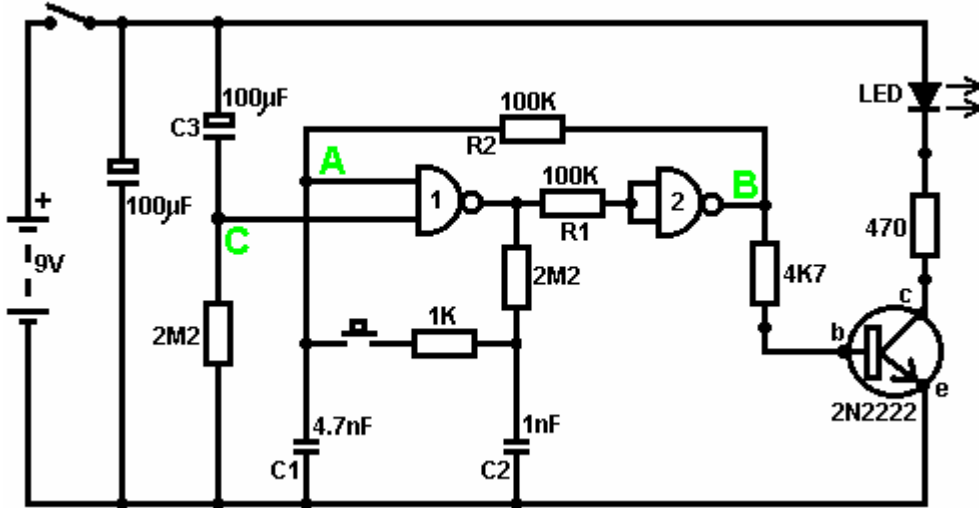 100µF
C3
100K
R2
LED
A
100K
B
1
2
+
100µF
C
R1
470
9V
2M2
4K7
2M2
1K
c
b
e
2N2222
4.7nF
1nF
C1
C2